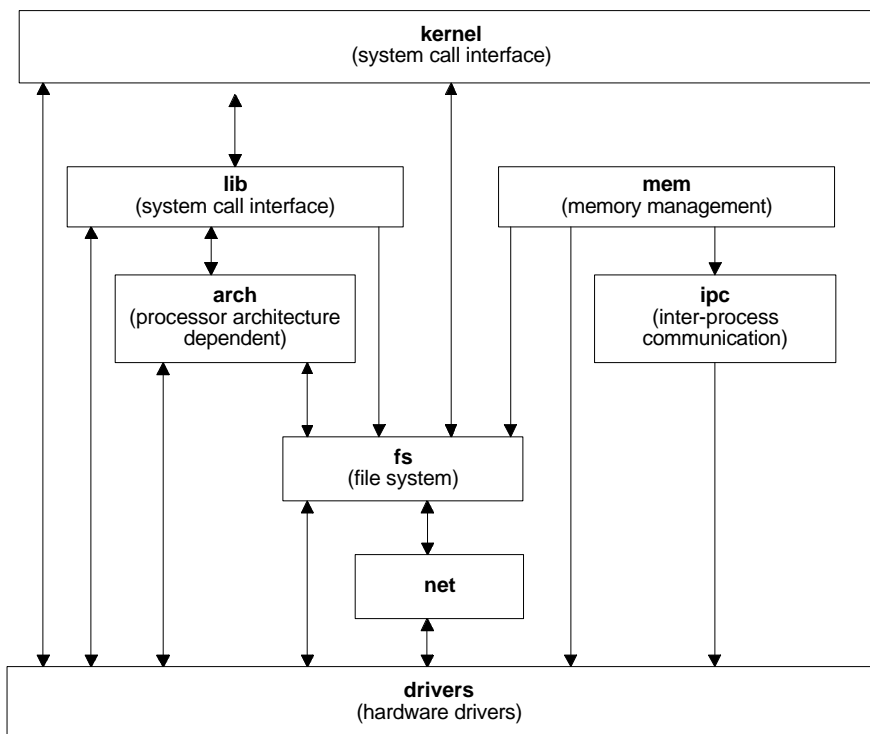 kernel
(system call interface)
lib
(system call interface)
mem
(memory management)
arch
(processor architecture
dependent)
ipc
(inter-process
communication)
fs
(file system)
net
drivers
(hardware drivers)